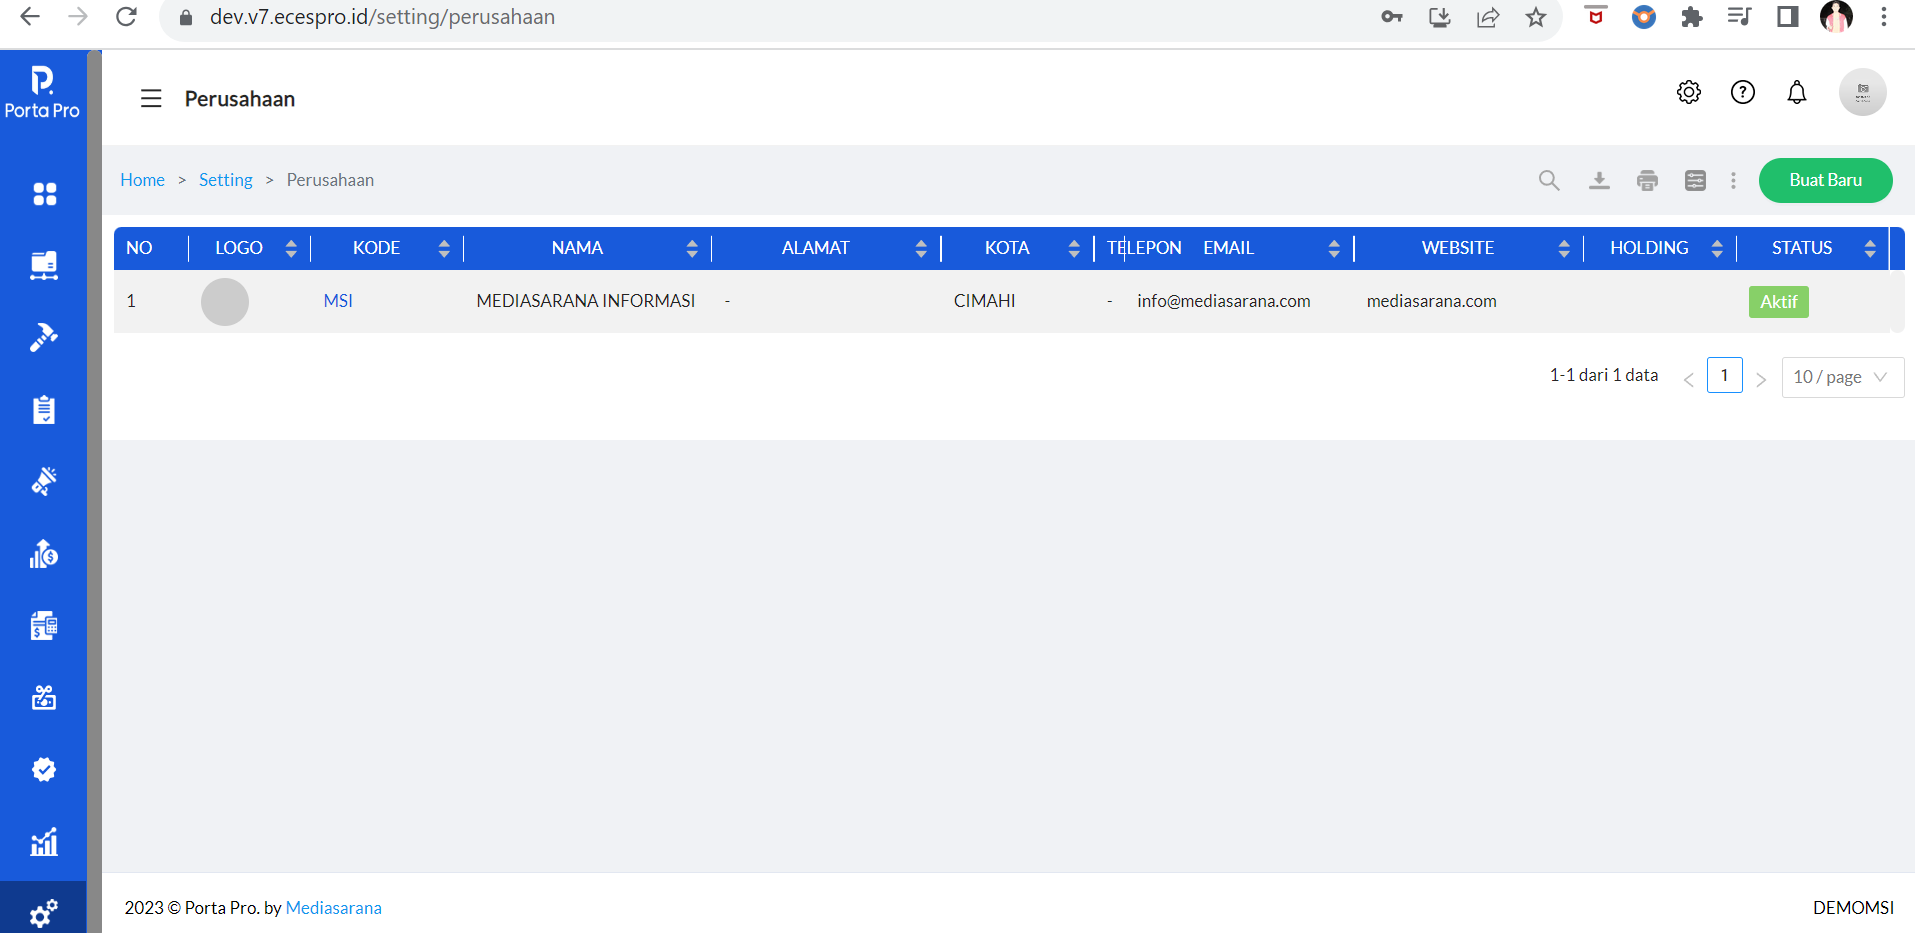 dev.v7.ecespro.id/setting/perusahaan
Porta Pro
Perusahaan
Home > Setting > Perusahaan
Buat Baru
NO LOGO KODE NAMA ALAMAT KOTA TELEPON EMAIL WEBSITE HOLDING STATUS
1 MSI MEDIASARANA INFORMASI - CIMAHI - info@mediasarana.com mediasarana.com Aktif
1-1 dari 1 data < 1 > 10 / page
2023 © Porta Pro. by Mediasarana
DEMOMSI